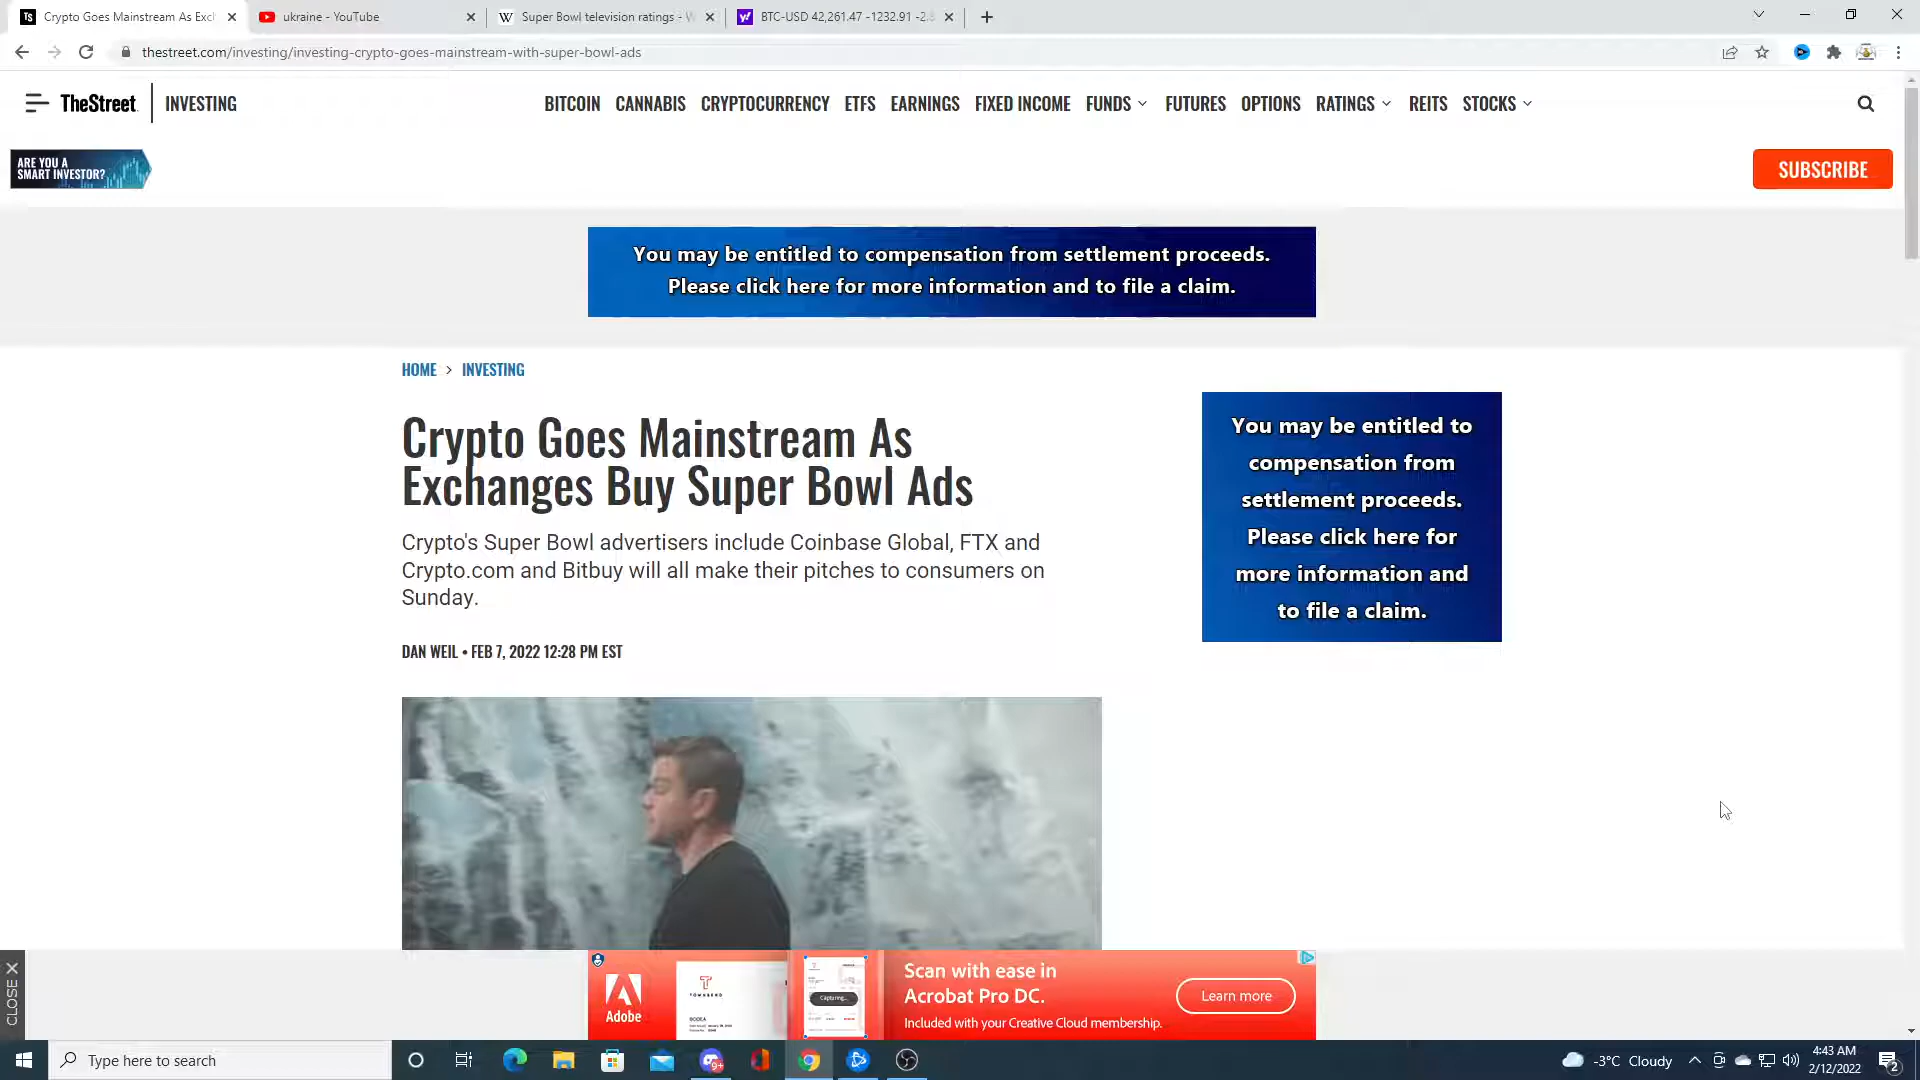 Crypto Goes Mainstream As Exc
ukraine - YouTube
Super Bowl television ratings - W
BTC-USD 42,261.47 -1232.91 -2.
thestreet.com/investing/investing-crypto-goes-mainstream-with-super-bowl-ads
TheStreet
INVESTING
BITCOIN CANNABIS CRYPTOCURRENCY ETFS EARNINGS FIXED INCOME FUNDS FUTURES OPTIONS RATINGS REITS STOCKS
ARE YOU A
SMART INVESTOR?
SUBSCRIBE
You may be entitled to compensation from settlement proceeds.
Please click here for more information and to file a claim.
HOME > INVESTING
Crypto Goes Mainstream As
Exchanges Buy Super Bowl Ads
Crypto's Super Bowl advertisers include Coinbase Global, FTX and
Crypto.com and Bitbuy will all make their pitches to consumers on
Sunday.
DAN WEIL • FEB 7, 2022 12:28 PM EST
You may be entitled to
compensation from
settlement proceeds.
Please click here for
more information and
to file a claim.
CLOSE
Adobe
TOWNSEND
Capturing...
Scan with ease in
Acrobat Pro DC.
Included with your Creative Cloud membership.
Learn more
Type here to search
9+
-3°C Cloudy
4:43 AM
2/12/2022
2